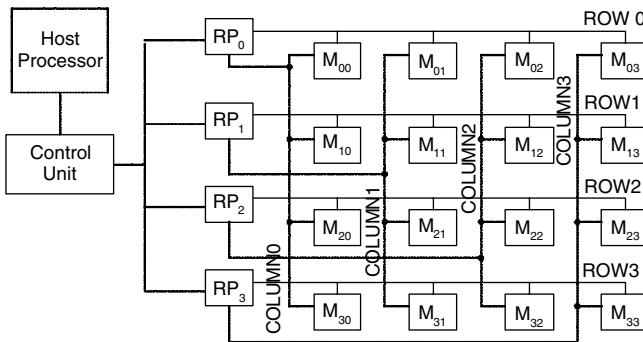 Host
Processor
Control
Unit
RP0
RP1
RP2
RP3
ROW 0
M00
M01
M02
M03
ROW1
M10
M11
M12
M13
ROW2
M20
M21
M22
M23
ROW3
M30
M31
M32
M33
COLUMN0
COLUMN1
COLUMN2
COLUMN3